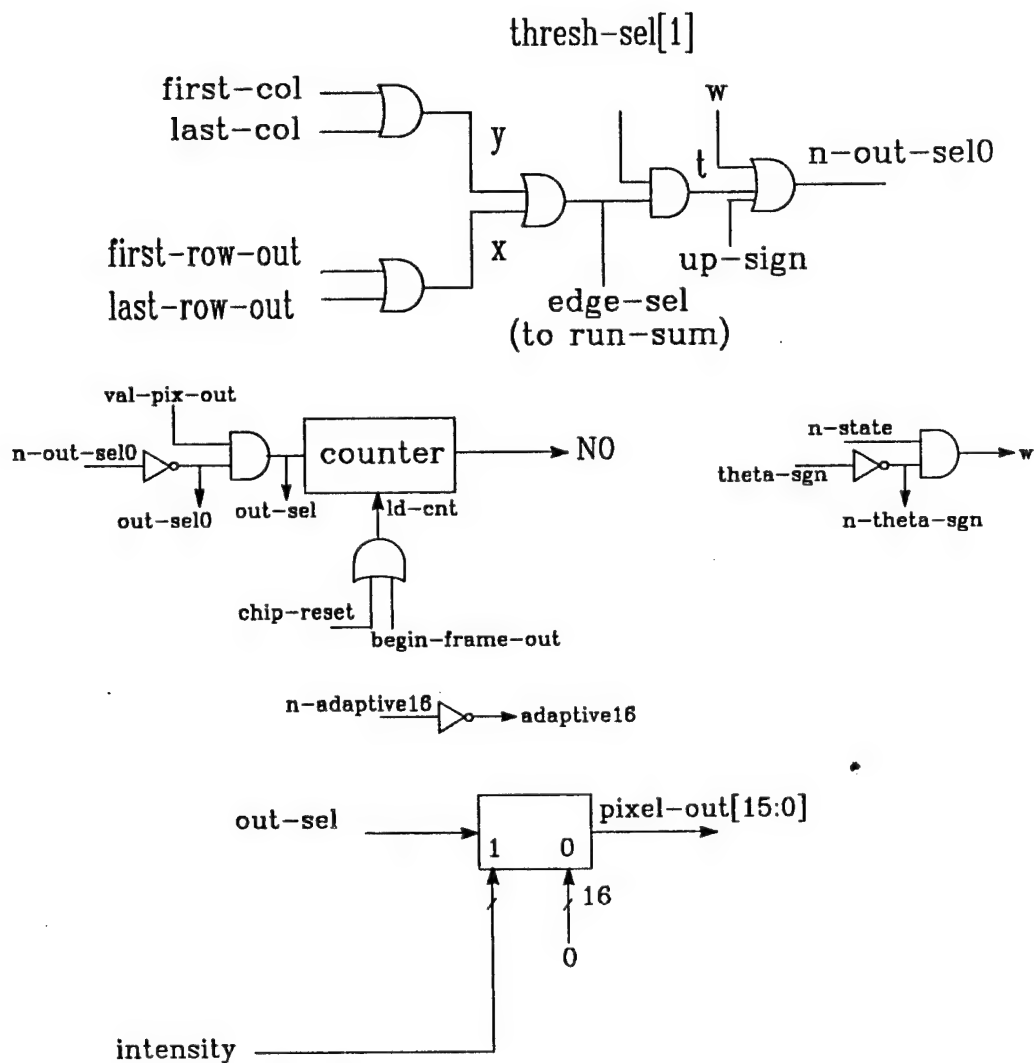 thresh-sel[1]
first-col
last-col
y
w
t
n-out-sel0
first-row-out
last-row-out
x
edge-sel
(to run-sum)
up-sign
val-pix-out
n-out-sel0
out-sel0
out-sel
counter
N0
ld-cnt
chip-reset
begin-frame-out
n-state
theta-sgn
w
n-theta-sgn
n-adaptive16
adaptive16
out-sel
1 0
pixel-out[15:0]
16
0
intensity